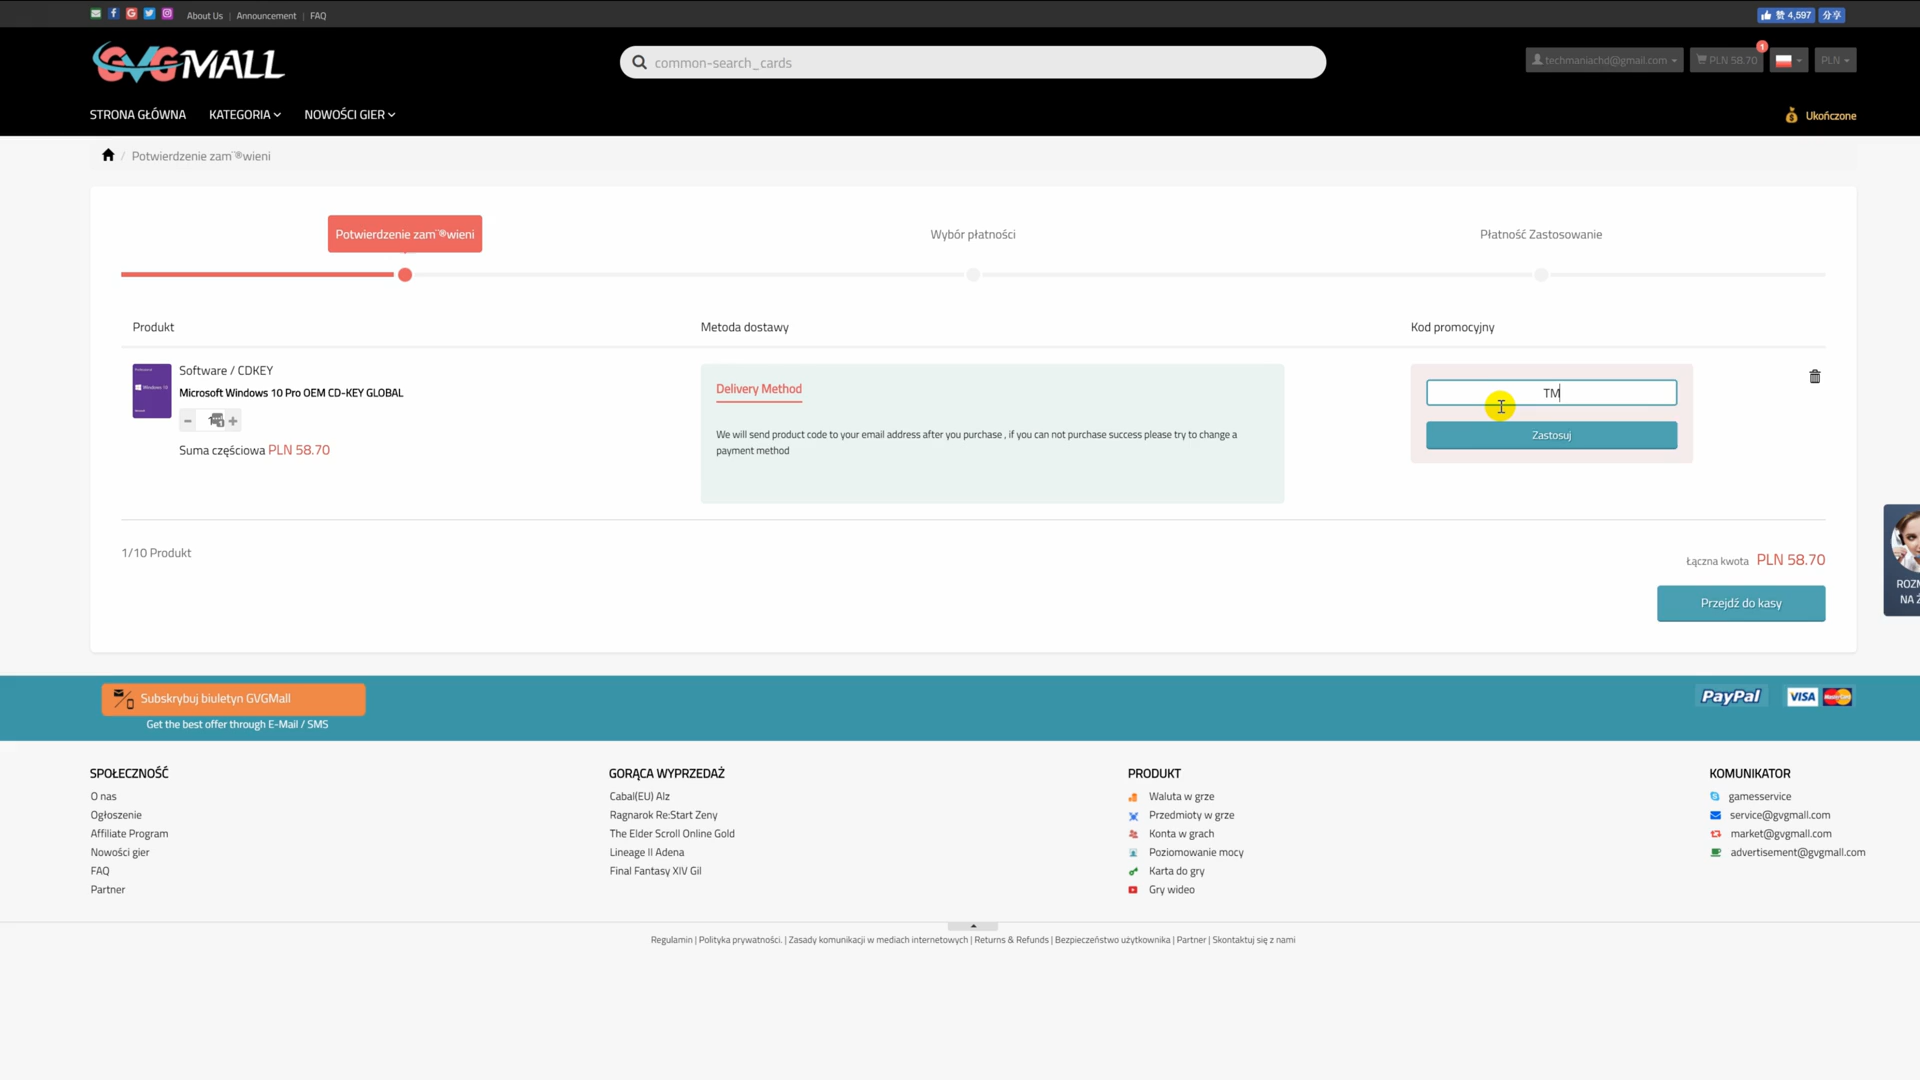 About Us | Announcement | FAQ
赞 4,597 分享
GVGMALL
common-search_cards
techmaniachd@gmail.com
PLN 58.70
1
PLN
STRONA GŁÓWNA KATEGORIA NOWOŚCI GIER
Ukończone
/ Potwierdzenie zam¨®wieni
Potwierdzenie zam¨®wieni
Wybór płatności
Płatność Zastosowanie
Produkt
Metoda dostawy
Kod promocyjny
Software / CDKEY
Microsoft Windows 10 Pro OEM CD-KEY GLOBAL
Suma częściowa PLN 58.70
Delivery Method
We will send product code to your email address after you purchase , if you can not purchase success please try to change a
payment method
TM
Zastosuj
1/10 Produkt
Łączna kwota PLN 58.70
Przejdź do kasy
ROZM
NA Ż
Subskrybuj biuletyn GVGMall
Get the best offer through E-Mail / SMS
PayPal VISA MasterCard
SPOŁECZNOŚĆ
O nas
Ogłoszenie
Affiliate Program
Nowości gier
FAQ
Partner
GORĄCA WYPRZEDAŻ
Cabal(EU) Alz
Ragnarok Re:Start Zeny
The Elder Scroll Online Gold
Lineage II Adena
Final Fantasy XIV Gil
PRODUKT
Waluta w grze
Przedmioty w grze
Konta w grach
Poziomowanie mocy
Karta do gry
Gry wideo
KOMUNIKATOR
gamesservice
service@gvgmall.com
market@gvgmall.com
advertisement@gvgmall.com
Regulamin | Polityka prywatności. | Zasady komunikacji w mediach internetowych | Returns & Refunds | Bezpieczeństwo użytkownika | Partner | Skontaktuj się z nami